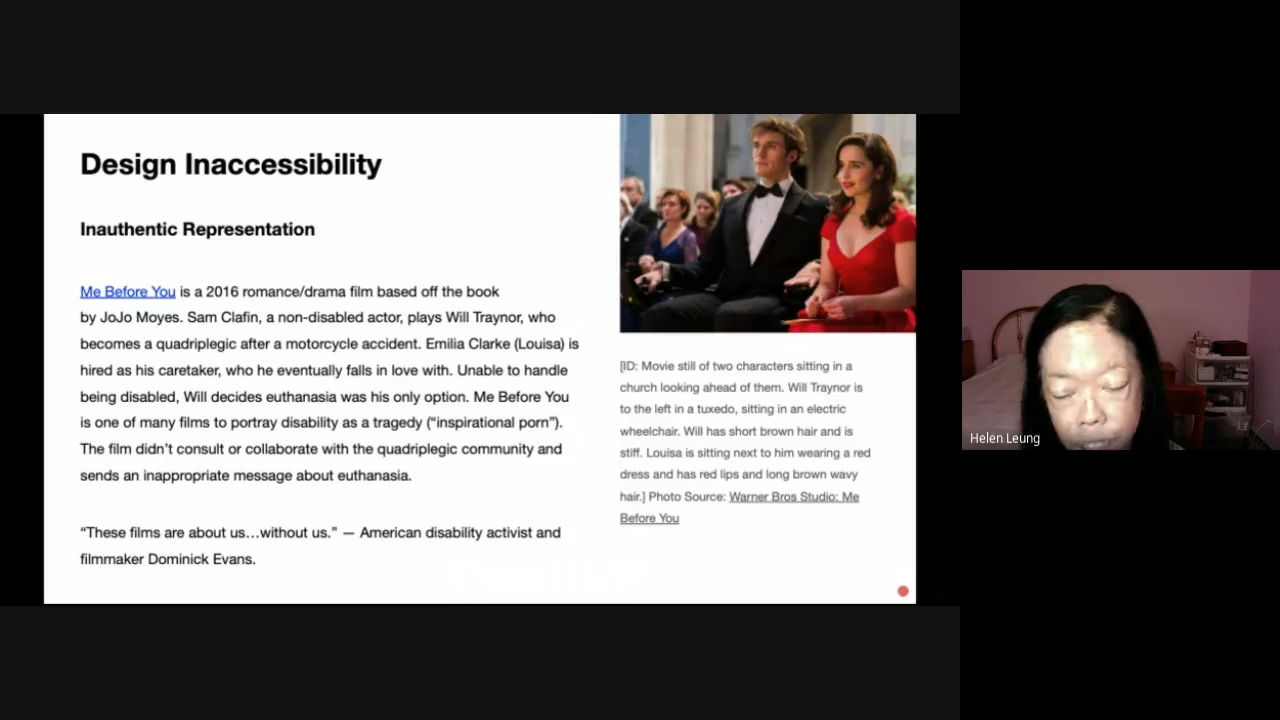 Design Inaccessibility
Inauthentic Representation
Me Before You is a 2016 romance/drama film based off the book
by JoJo Moyes. Sam Clafin, a non-disabled actor, plays Will Traynor, who
becomes a quadriplegic after a motorcycle accident. Emilia Clarke (Louisa) is
hired as his caretaker, who he eventually falls in love with. Unable to handle
being disabled, Will decides euthanasia was his only option. Me Before You
is one of many films to portray disability as a tragedy (“inspirational porn”).
The film didn’t consult or collaborate with the quadriplegic community and
sends an inappropriate message about euthanasia.
“These films are about us…without us.” — American disability activist and
filmmaker Dominick Evans.
[ID: Movie still of two characters sitting in a
church looking ahead of them. Will Traynor is
to the left in a tuxedo, sitting in an electric
wheelchair. Will has short brown hair and is
stiff. Louisa is sitting next to him wearing a red
dress and has red lips and long brown wavy
hair.] Photo Source: Warner Bros Studio: Me
Before You
Helen Leung